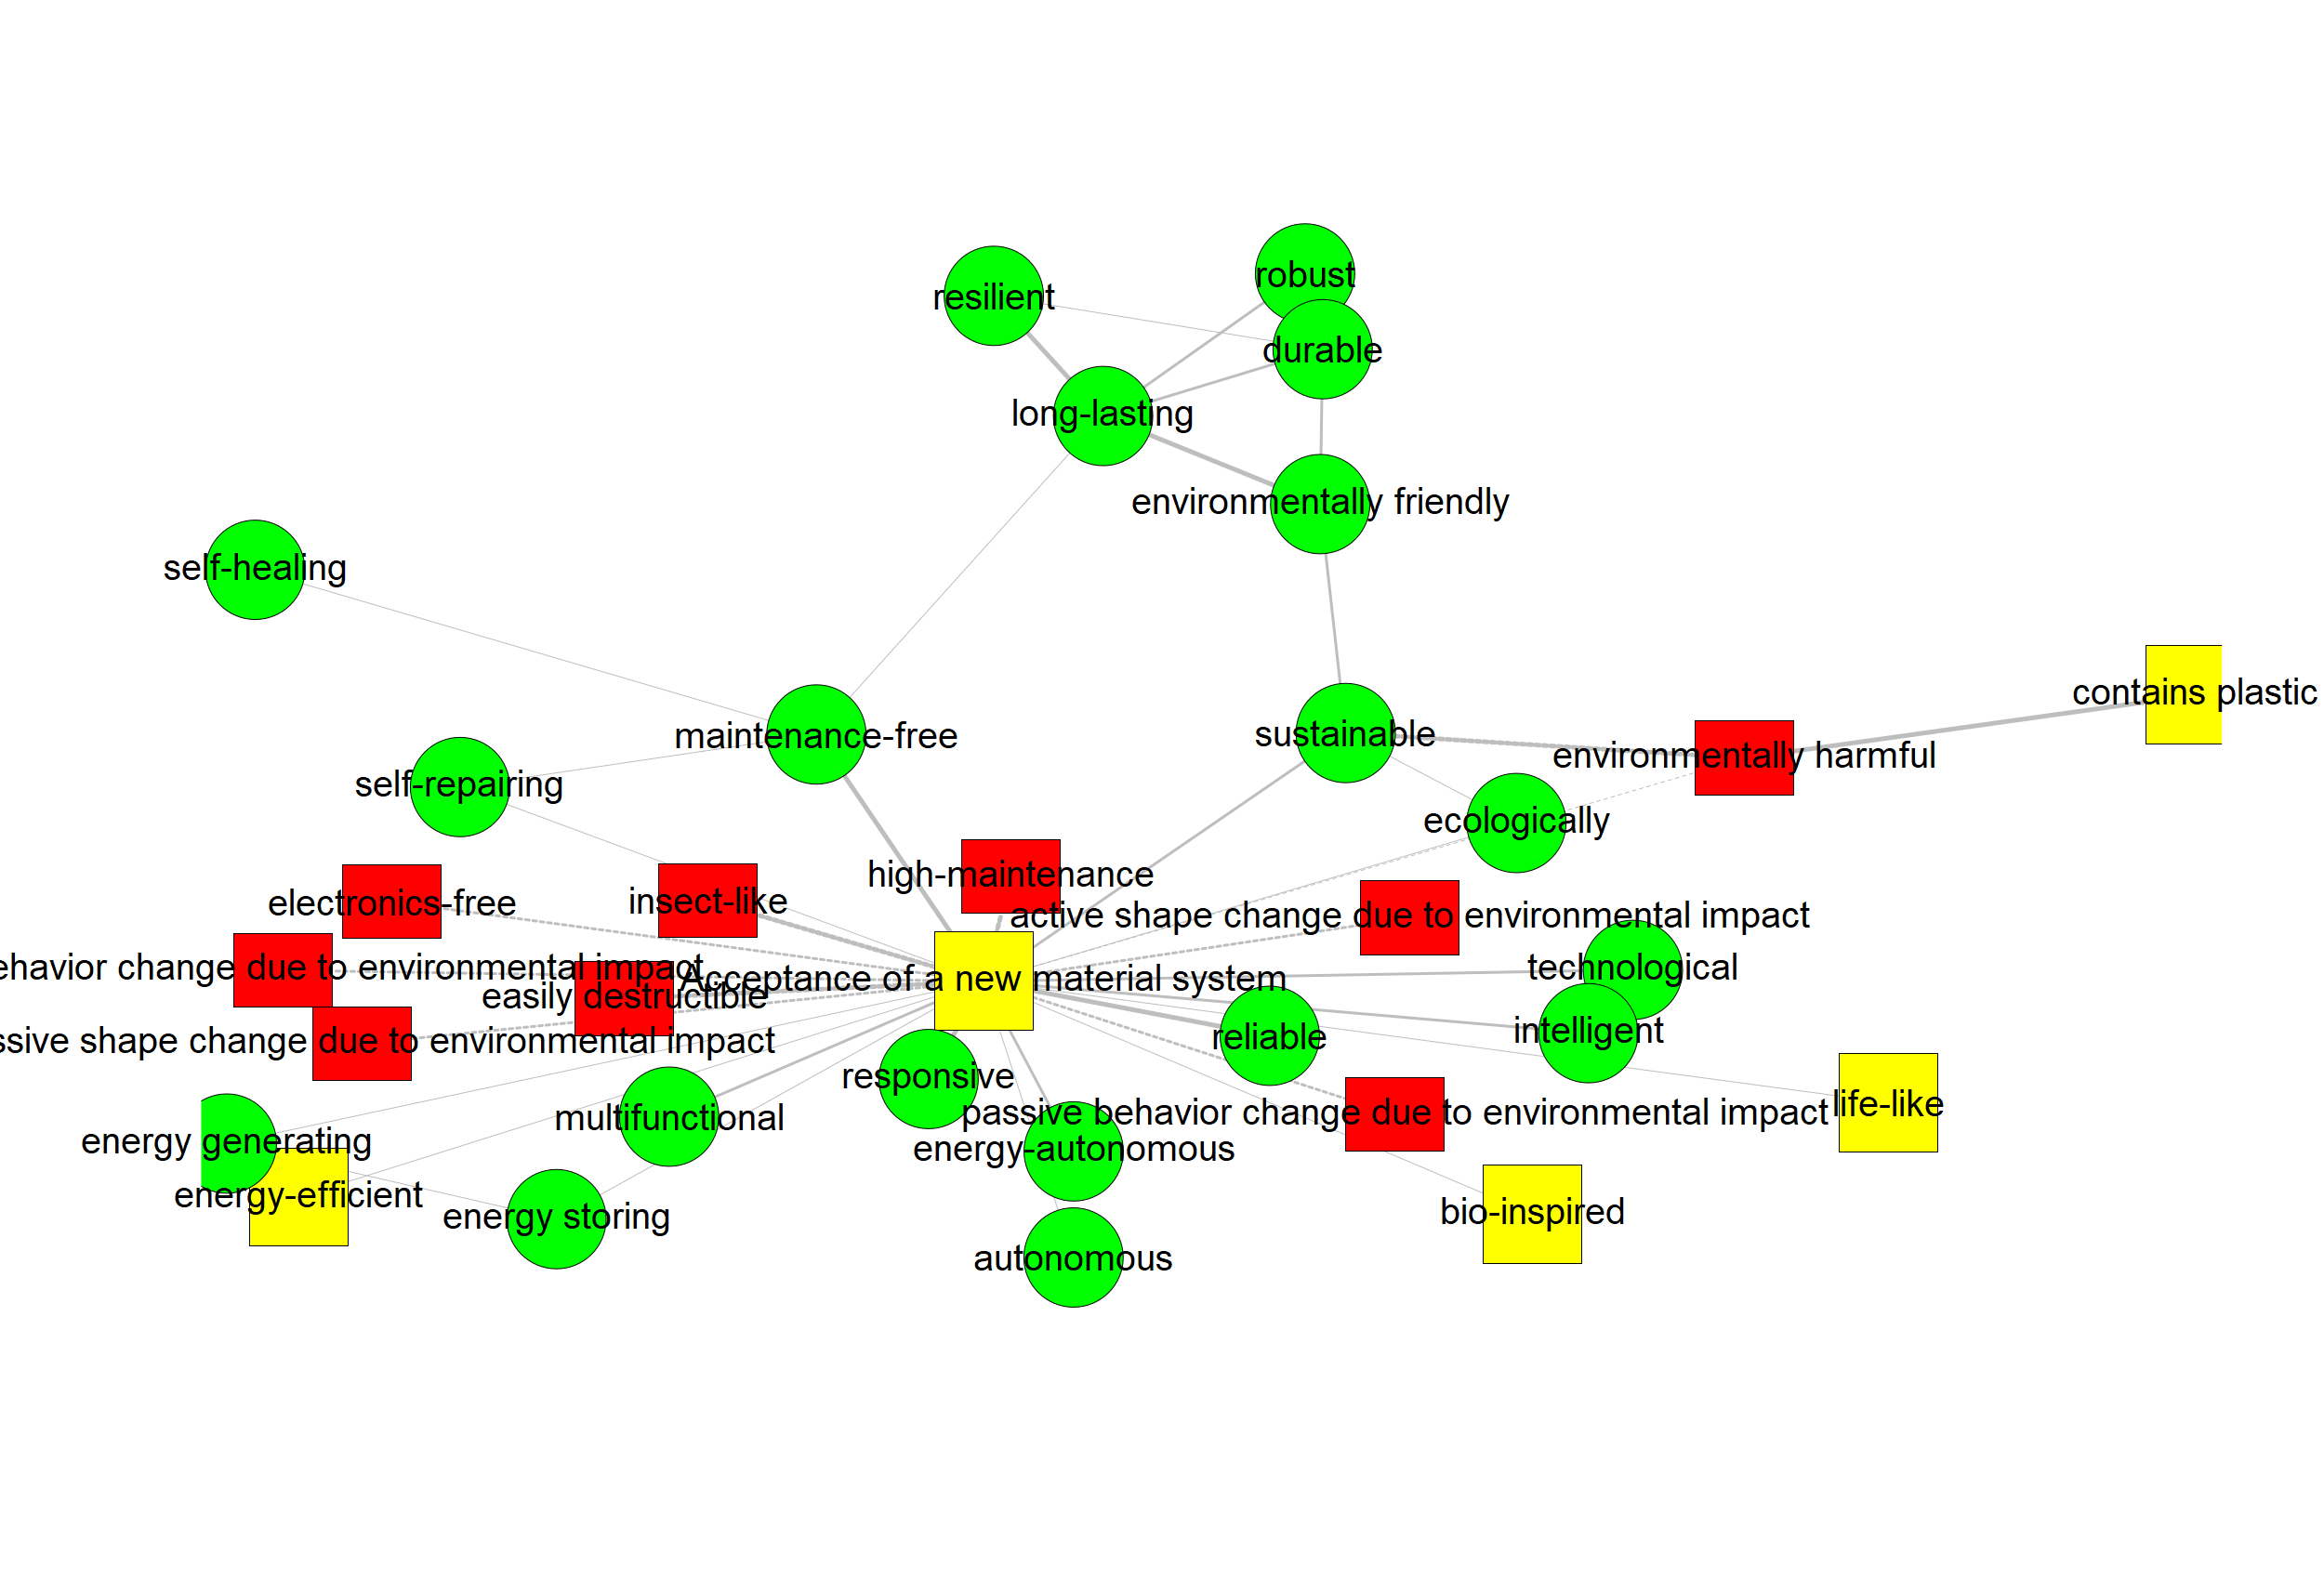 robust
resilient
durable
long-lasting
environmentally friendly
self-healing
contains plastic
sustainable
maintenance-free
environmentally harmful
self-repairing
ecologically
high-maintenance
electronics-free
insect-like
active shape change due to environmental impact
change due to environmental impact
technological
Acceptance of a new material system
easily destructible
intelligent
reliable
shape change due to environmental impact
responsive
life-like
passive behavior change due to environmental impact
multifunctional
energy generating
energy-autonomous
energy-efficient
bio-inspired
energy storing
autonomous